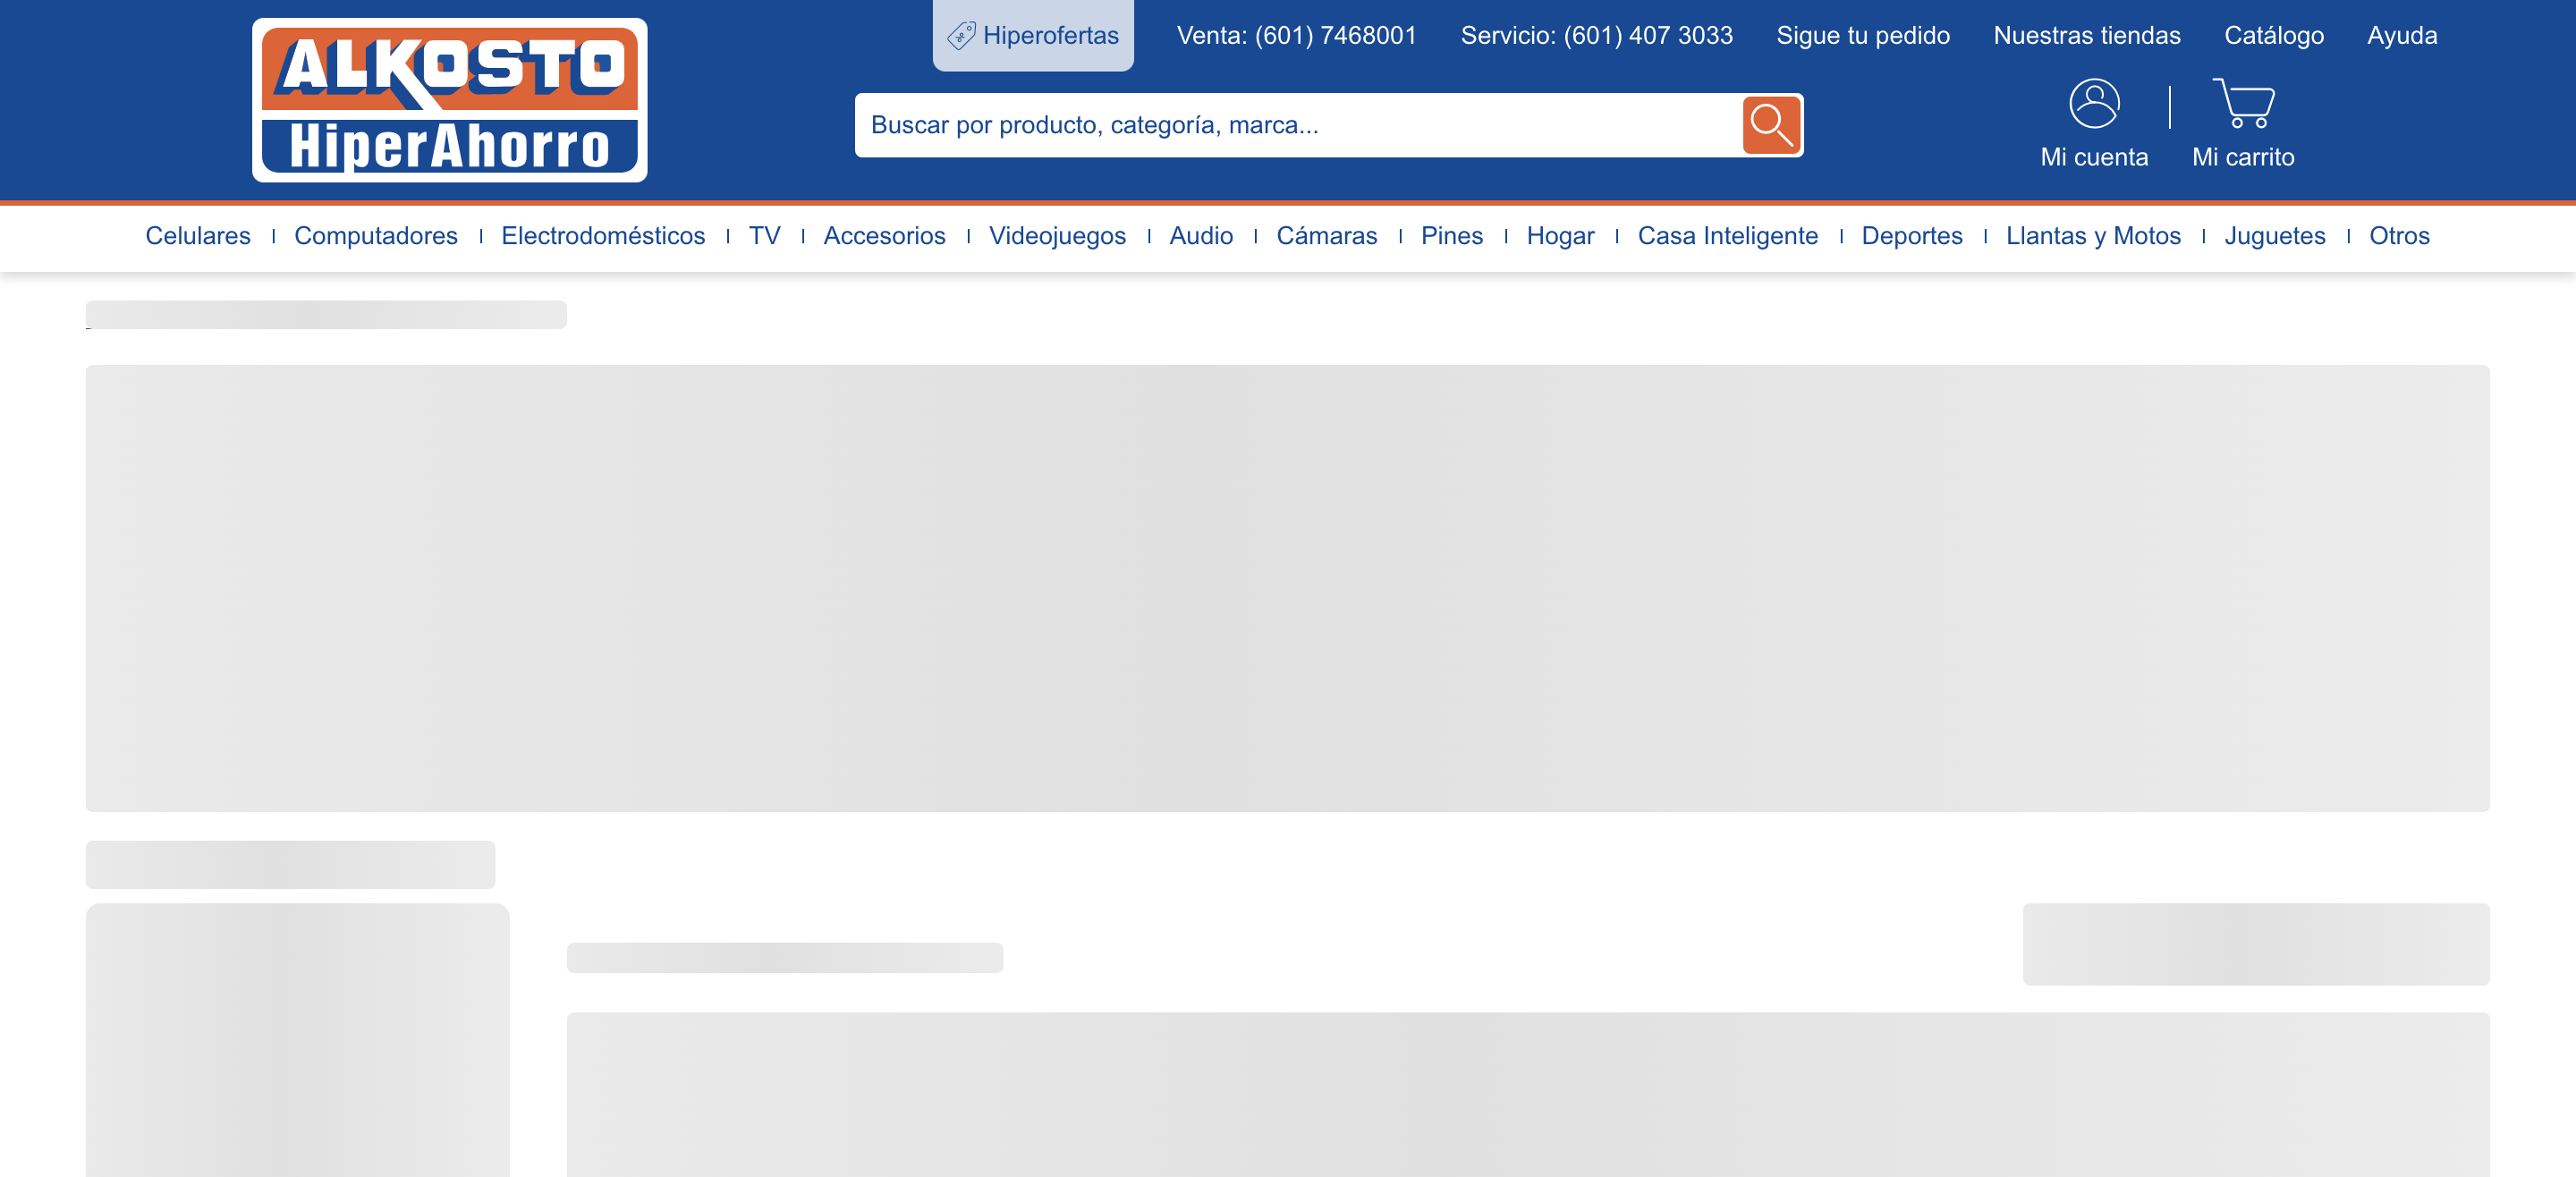 ALKOSTO
HiperAhorro
Hiperofertas
Venta: (601) 7468001
Servicio: (601) 407 3033
Sigue tu pedido
Nuestras tiendas
Catálogo
Ayuda
Buscar por producto, categoría, marca...
Mi cuenta
Mi carrito
Celulares
Computadores
Electrodomésticos
TV
Accesorios
Videojuegos
Audio
Cámaras
Pines
Hogar
Casa Inteligente
Deportes
Llantas y Motos
Juguetes
Otros